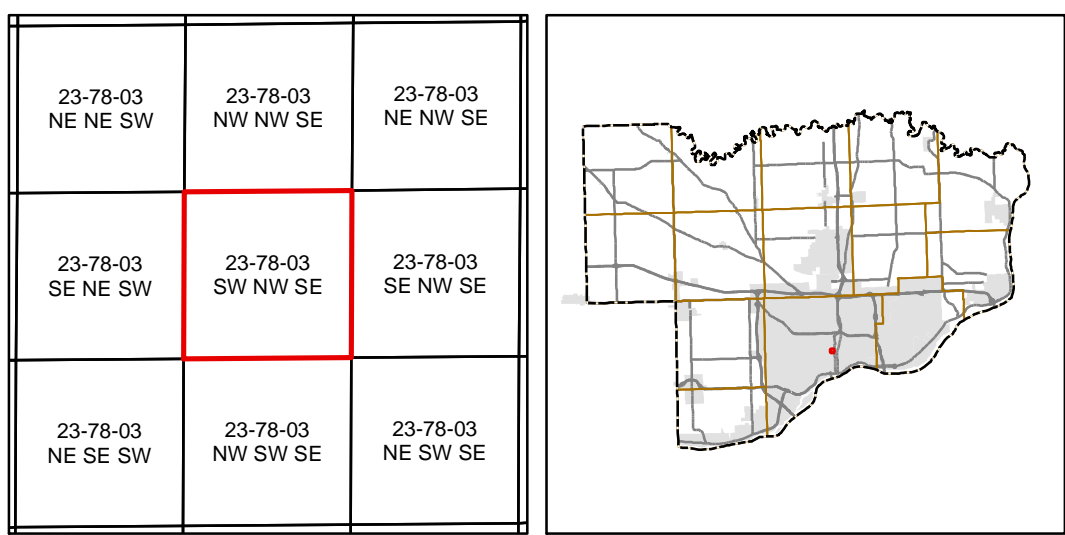 23-78-03
NE NE SW
23-78-03
NW NW SE
23-78-03
NE NW SE
23-78-03
SE NE SW
23-78-03
SW NW SE
23-78-03
SE NW SE
23-78-03
NE SE SW
23-78-03
NW SW SE
23-78-03
NE SW SE